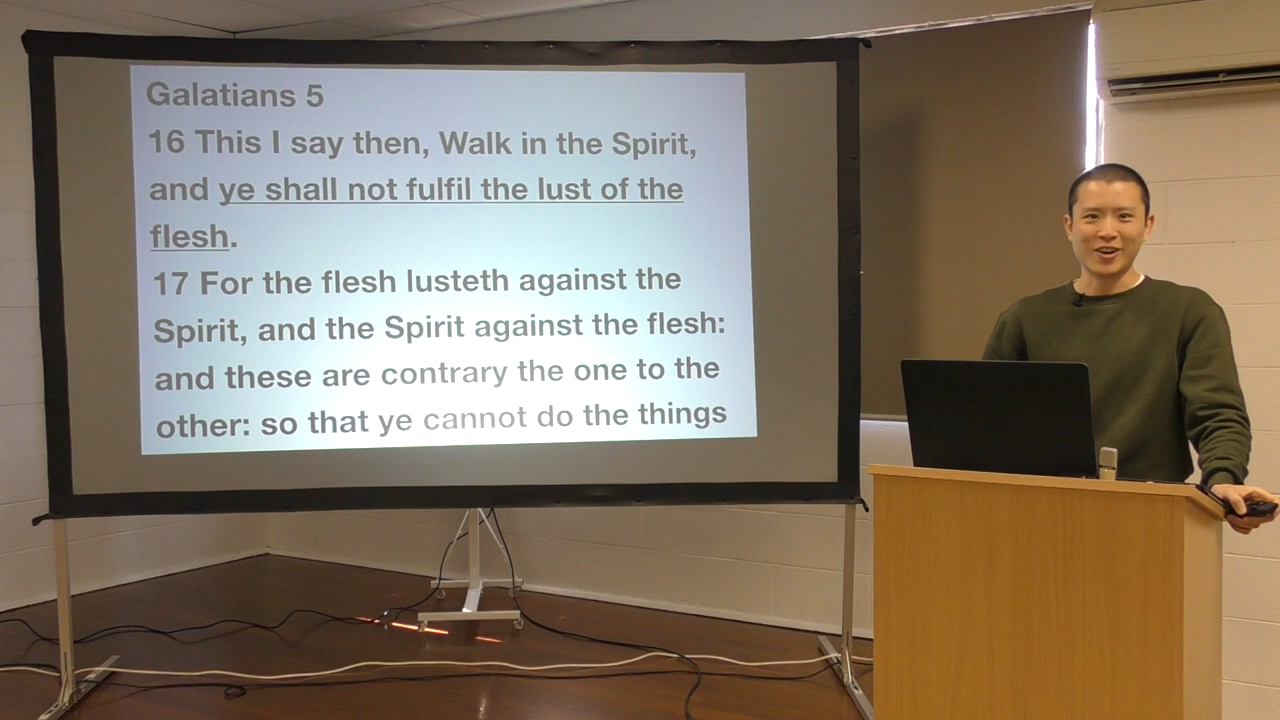 Galatians 5
16 This I say then, Walk in the Spirit,
and ye shall not fulfil the lust of the
flesh.
17 For the flesh lusteth against the
Spirit, and the Spirit against the flesh:
and these are contrary the one to the
other: so that ye cannot do the things